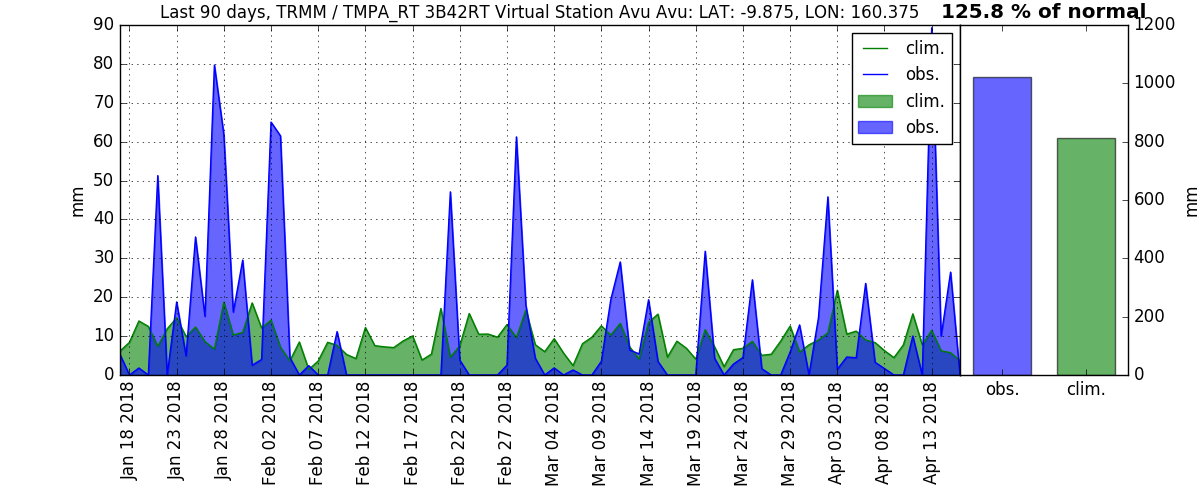 Last 90 days, TRMM / TMPA_RT 3B42RT Virtual Station Avu Avu: LAT: -9.875, LON: 160.375
125.8 % of normal
90
80
70
60
50
40
30
20
10
0
mm
clim.
obs.
clim.
obs.
1200
1000
800
600
400
200
0
mm
Jan 18 2018
Jan 23 2018
Jan 28 2018
Feb 02 2018
Feb 07 2018
Feb 12 2018
Feb 17 2018
Feb 22 2018
Feb 27 2018
Mar 04 2018
Mar 09 2018
Mar 14 2018
Mar 19 2018
Mar 24 2018
Mar 29 2018
Apr 03 2018
Apr 08 2018
Apr 13 2018
obs.
clim.